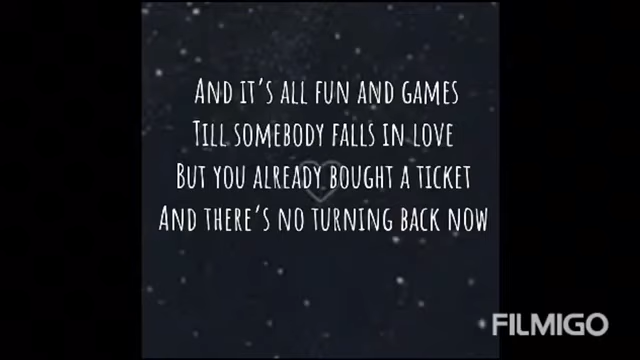 And it's all fun and games
Till somebody falls in love
But you already bought a ticket
And there's no turning back now
FILMIGO